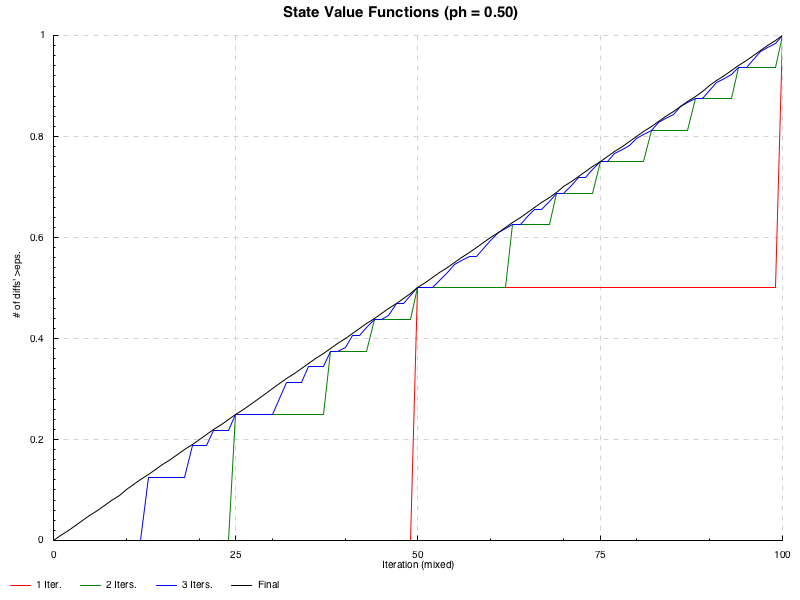 State Value Functions (ph = 0.50)
1
0.8
0.6
0.4
0.2
0
# of diffs' >eps.
0 25 50 75 100
Iteration (mixed)
1 Iter. 2 Iters. 3 Iters. Final